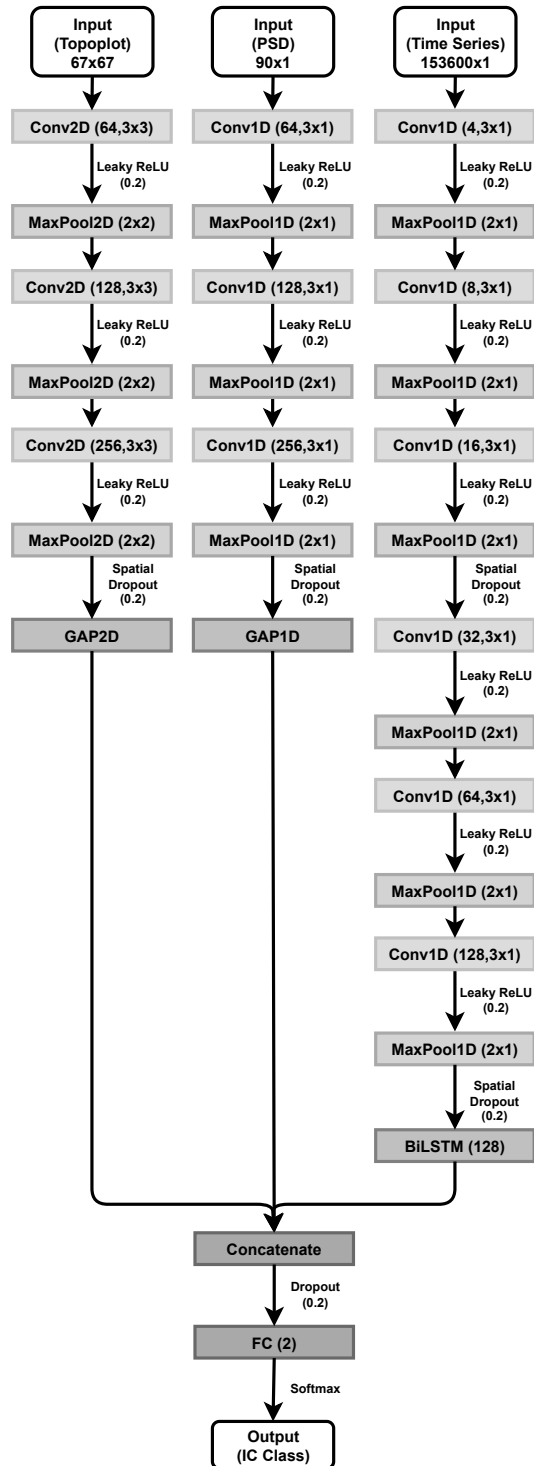 Input
(Topoplot)
67x67
Conv2D (64,3x3)
Leaky ReLU
(0.2)
MaxPool2D (2x2)
Conv2D (128,3x3)
Leaky ReLU
(0.2)
MaxPool2D (2x2)
Conv2D (256,3x3)
Leaky ReLU
(0.2)
MaxPool2D (2x2)
Spatial
Dropout
(0.2)
GAP2D
Input
(PSD)
90x1
Conv1D (64,3x1)
Leaky ReLU
(0.2)
MaxPool1D (2x1)
Conv1D (128,3x1)
Leaky ReLU
(0.2)
MaxPool1D (2x1)
Conv1D (256,3x1)
Leaky ReLU
(0.2)
MaxPool1D (2x1)
Spatial
Dropout
(0.2)
GAP1D
Input
(Time Series)
153600x1
Conv1D (4,3x1)
Leaky ReLU
(0.2)
MaxPool1D (2x1)
Conv1D (8,3x1)
Leaky ReLU
(0.2)
MaxPool1D (2x1)
Conv1D (16,3x1)
Leaky ReLU
(0.2)
MaxPool1D (2x1)
Spatial
Dropout
(0.2)
Conv1D (32,3x1)
Leaky ReLU
(0.2)
MaxPool1D (2x1)
Conv1D (64,3x1)
Leaky ReLU
(0.2)
MaxPool1D (2x1)
Conv1D (128,3x1)
Leaky ReLU
(0.2)
MaxPool1D (2x1)
Spatial
Dropout
(0.2)
BiLSTM (128)
Concatenate
Dropout
(0.2)
FC (2)
Softmax
Output
(IC Class)